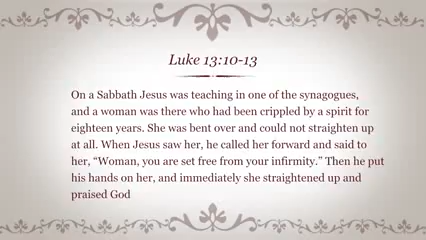 Luke 13:10-13
On a Sabbath Jesus was teaching in one of the synagogues,
and a woman was there who had been crippled by a spirit for
eighteen years. She was bent over and could not straighten up
at all. When Jesus saw her, he called her forward and said to
her, “Woman, you are set free from your infirmity.” Then he put
his hands on her, and immediately she straightened up and
praised God